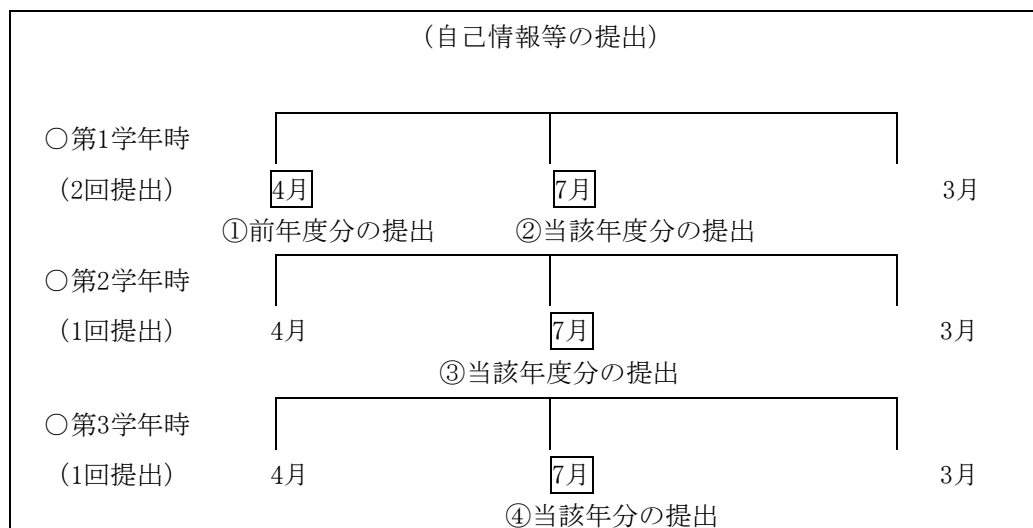 (自己情報等の提出)
○第1学年時
(2回提出) 4月 7月 3月
①前年度分の提出 ②当該年度分の提出
○第2学年時
(1回提出) 4月 7月 3月
③当該年度分の提出
○第3学年時
(1回提出) 4月 7月 3月
④当該年分の提出